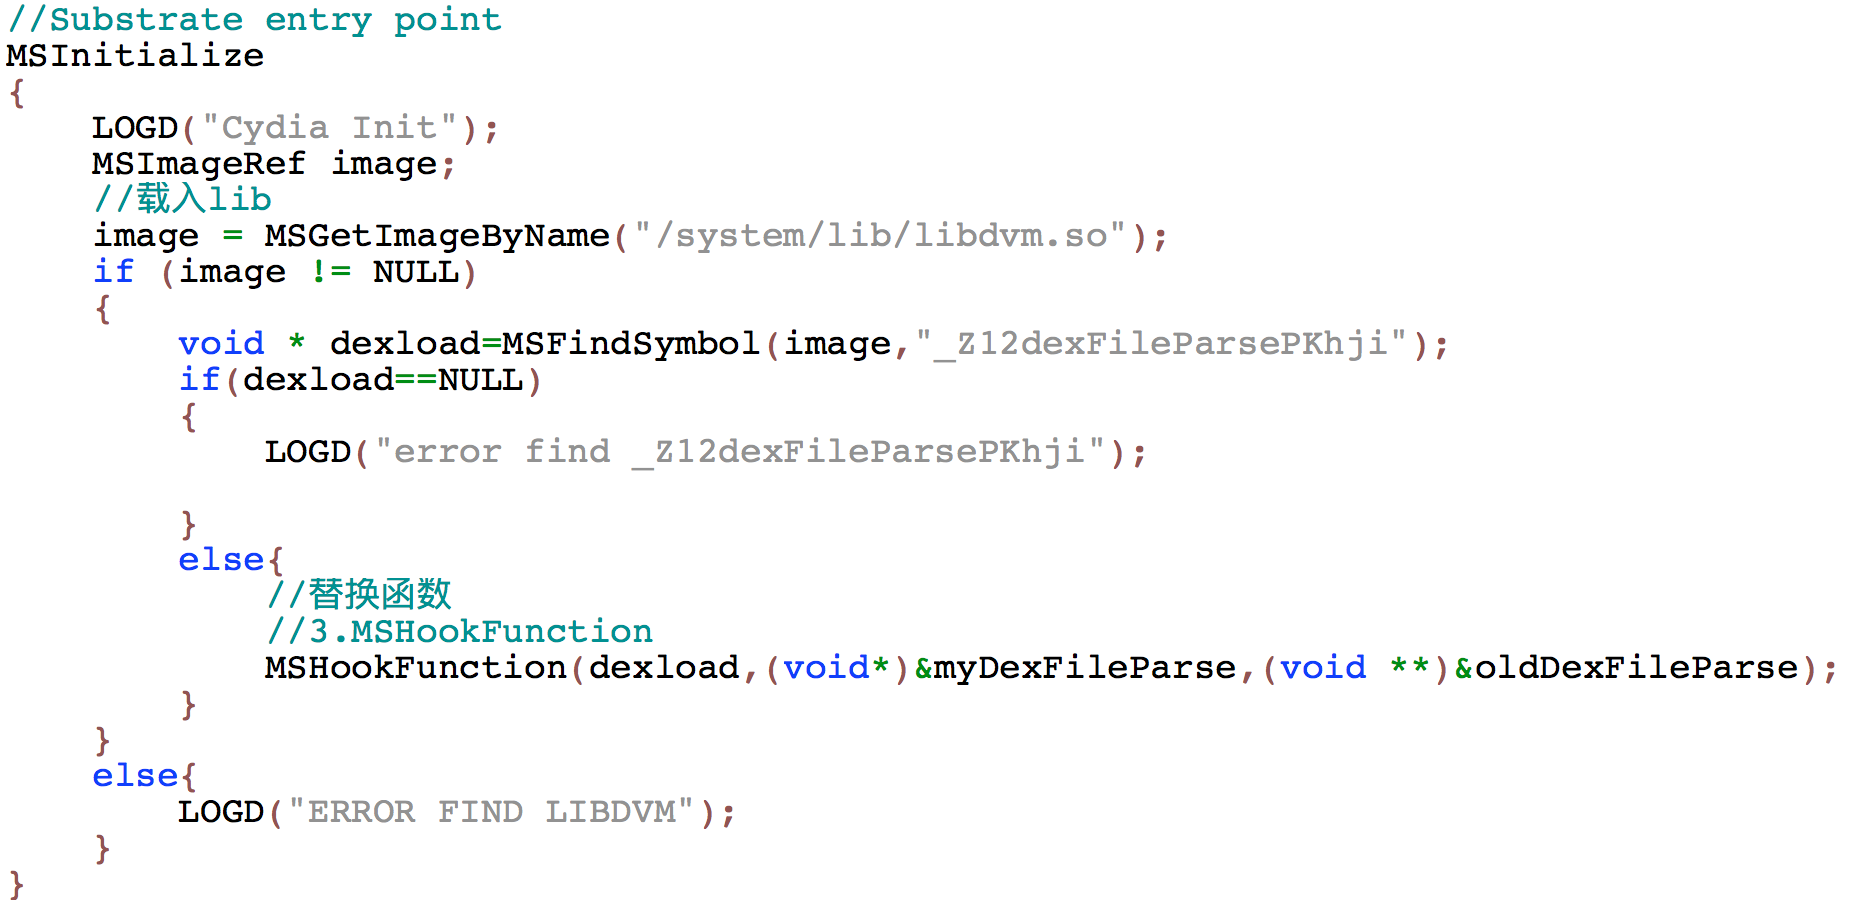 //Substrate entry point
MSInitialize
{
    LOGD("Cydia Init");
    MSImageRef image;
    //载入lib
    image = MSGetImageByName("/system/lib/libdvm.so");
    if (image != NULL)
    {
        void * dexload=MSFindSymbol(image,"_Z12dexFileParsePKhji");
        if(dexload==NULL)
        {
            LOGD("error find _Z12dexFileParsePKhji");
        }
        else{
            //替换函数
            //3.MSHookFunction
            MSHookFunction(dexload,(void*)&myDexFileParse,(void **)&oldDexFileParse);
        }
    }
    else{
        LOGD("ERROR FIND LIBDVM");
    }
}